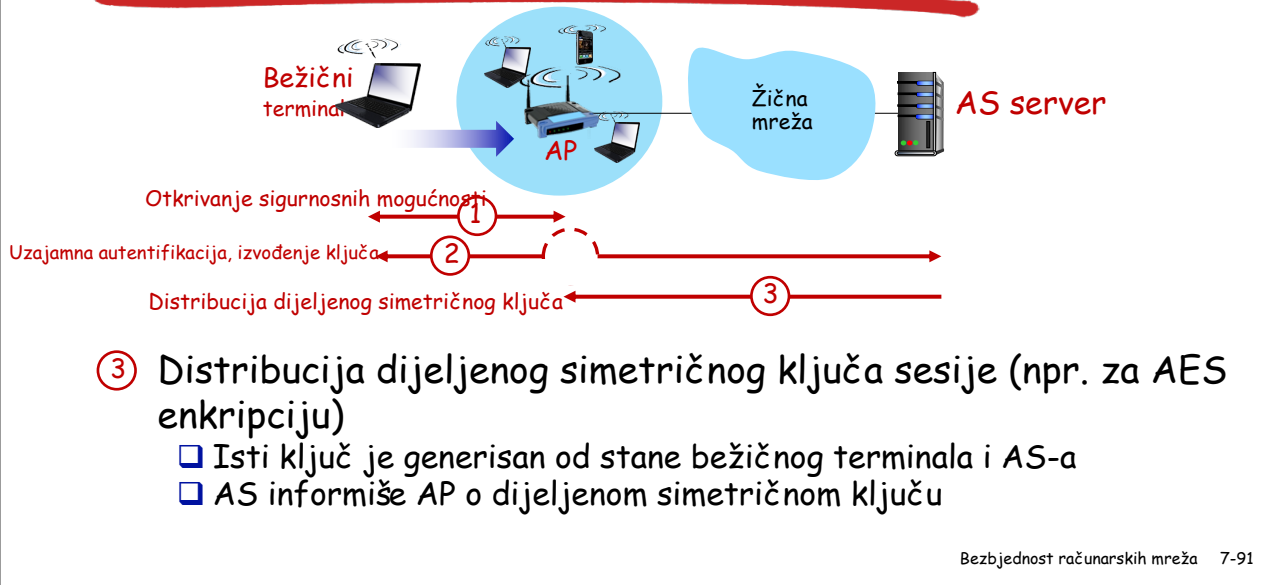 Bežični
terminal
AP
Žična
mreža
AS server
Otkrivanje sigurnosnih mogućnosti
1
Uzajamna autentifikacija, izvođenje ključa
2
Distribucija dijeljenog simetričnog ključa
3
3 Distribucija dijeljenog simetričnog ključa sesije (npr. za AES
enkripciju)
Isti ključ je generisan od stane bežičnog terminala i AS-a
AS informiše AP o dijeljenom simetričnom ključu
Bezbjednost računarskih mreža 7-91